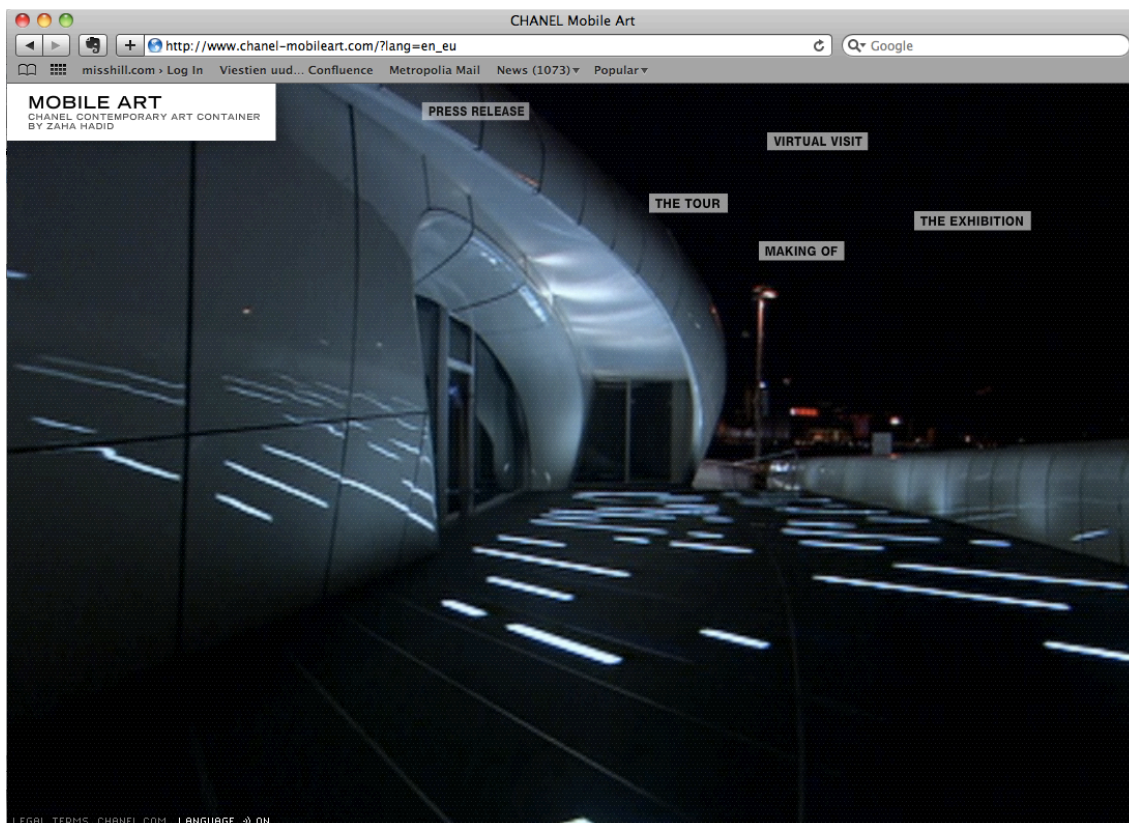 CHANEL Mobile Art
http://www.chanel-mobileart.com/?lang=en_eu
Google
misshill.com › Log In Viestien uud... Confluence Metropolia Mail News (1073) Popular
MOBILE ART
CHANEL CONTEMPORARY ART CONTAINER
BY ZAHA HADID
PRESS RELEASE
VIRTUAL VISIT
THE TOUR
THE EXHIBITION
MAKING OF
LEGAL TERMS CHANEL.COM LANGUAGE ON